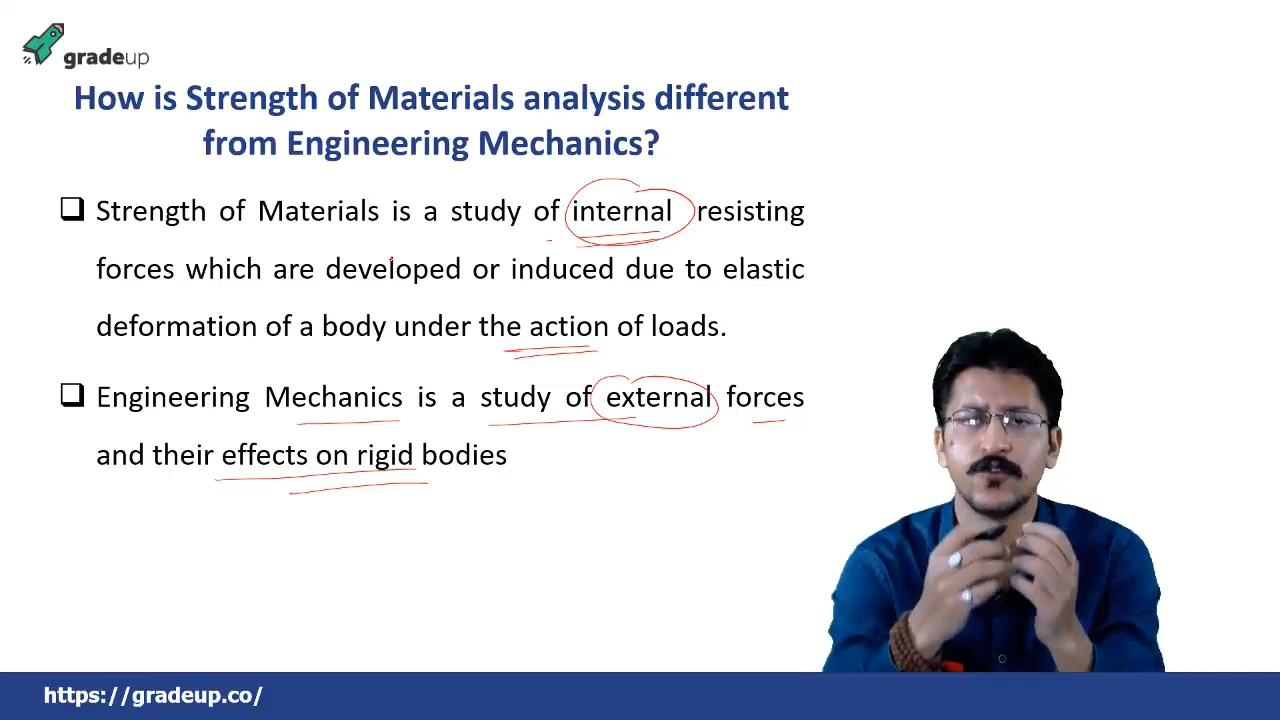 gradeup
How is Strength of Materials analysis different
from Engineering Mechanics?
Strength of Materials is a study of internal resisting
forces which are developed or induced due to elastic
deformation of a body under the action of loads.
Engineering Mechanics is a study of external forces
and their effects on rigid bodies
https://gradeup.co/